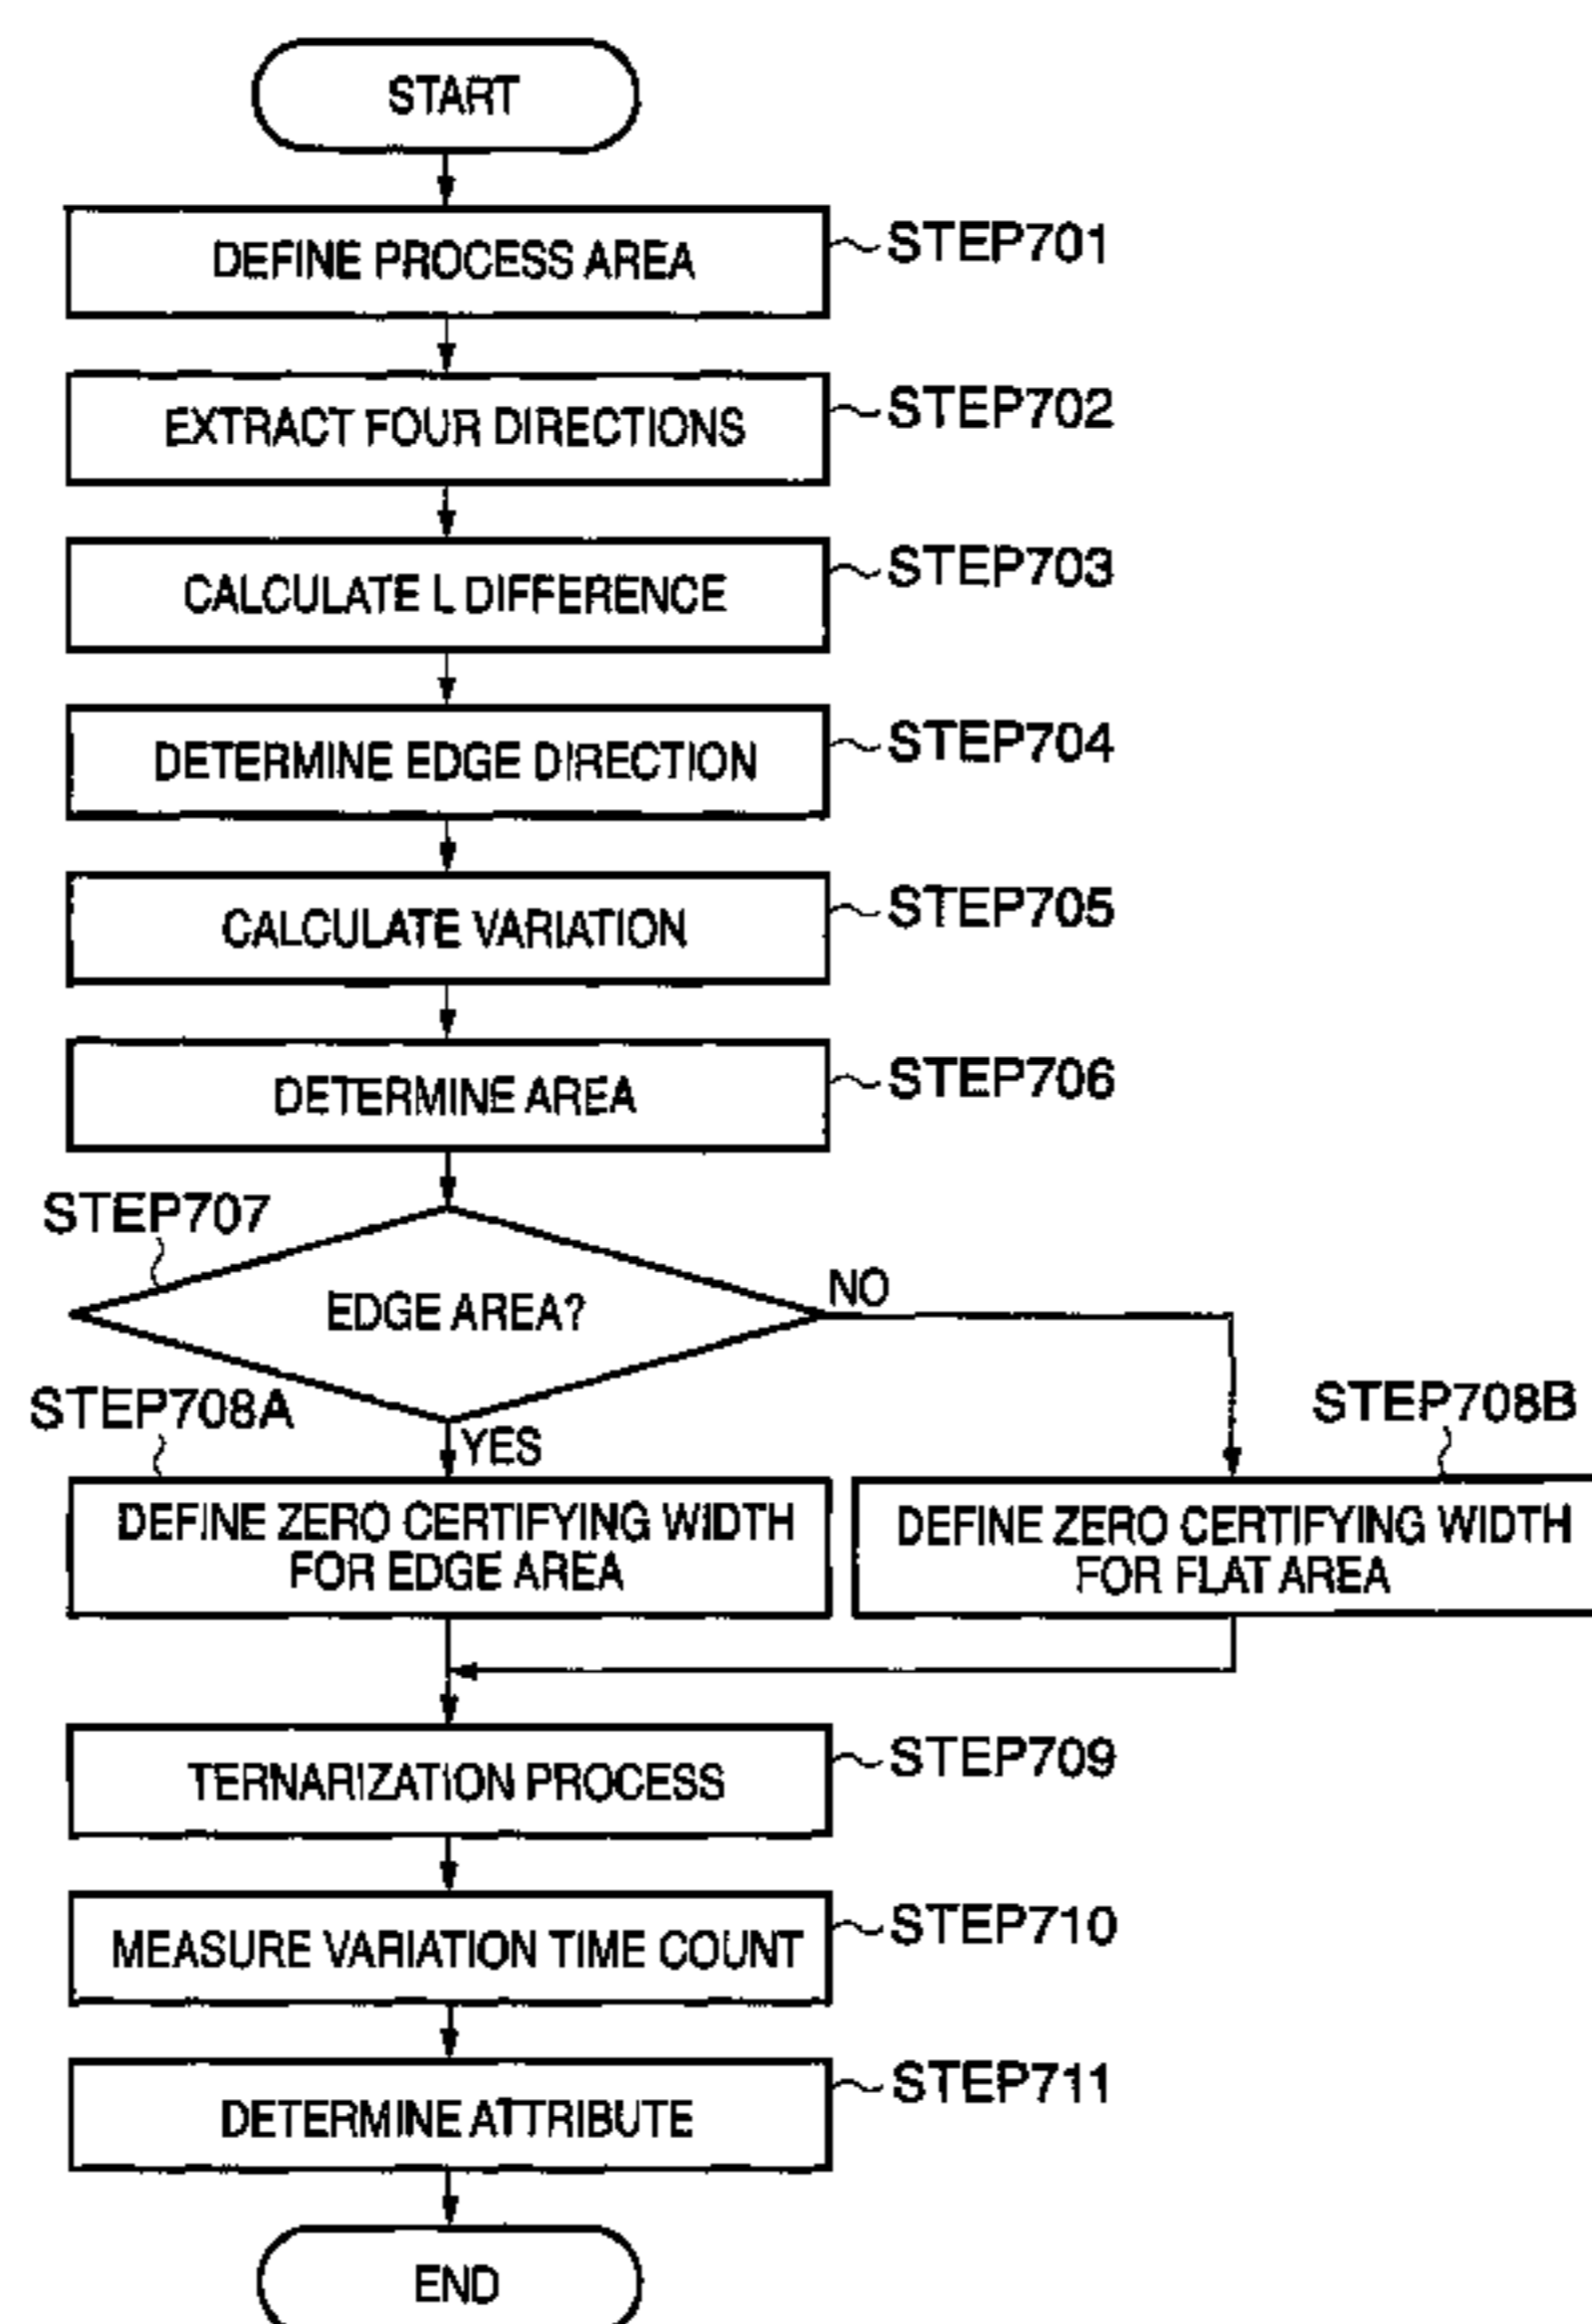 START
DEFINE PROCESS AREA
STEP701
EXTRACT FOUR DIRECTIONS
STEP702
CALCULATE L DIFFERENCE
STEP703
DETERMINE EDGE DIRECTION
STEP704
CALCULATE VARIATION
STEP705
DETERMINE AREA
STEP706
STEP707
EDGE AREA?
NO
YES
STEP708A
DEFINE ZERO CERTIFYING WIDTH
FOR EDGE AREA
STEP708B
DEFINE ZERO CERTIFYING WIDTH
FOR FLAT AREA
TERNARIZATION PROCESS
STEP709
MEASURE VARIATION TIME COUNT
STEP710
DETERMINE ATTRIBUTE
STEP711
END